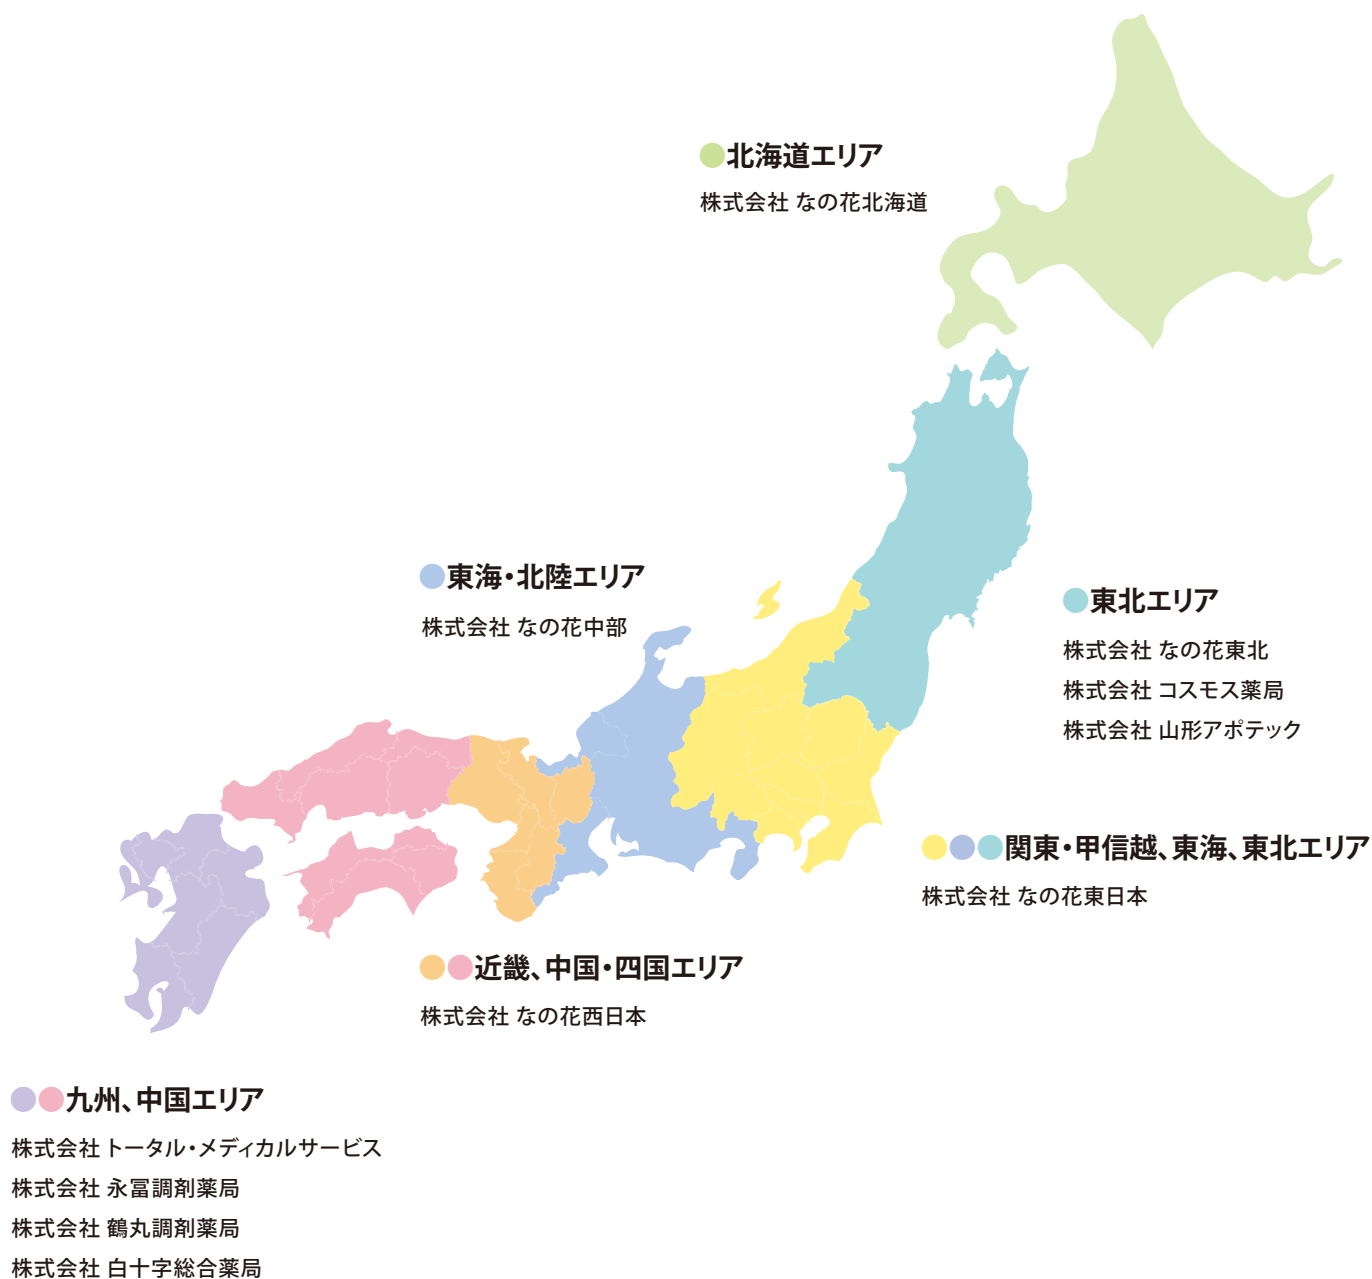 北海道エリア
株式会社 なの花北海道
東海・北陸エリア
株式会社 なの花中部
東北エリア
株式会社 なの花東北
株式会社 コスモス薬局
株式会社 山形アポテック
関東・甲信越、東海、東北エリア
株式会社 なの花東日本
近畿、中国・四国エリア
株式会社 なの花西日本
九州、中国エリア
株式会社 トータル・メディカルサービス
株式会社 永冨調剤薬局
株式会社 鶴丸調剤薬局
株式会社 白十字総合薬局